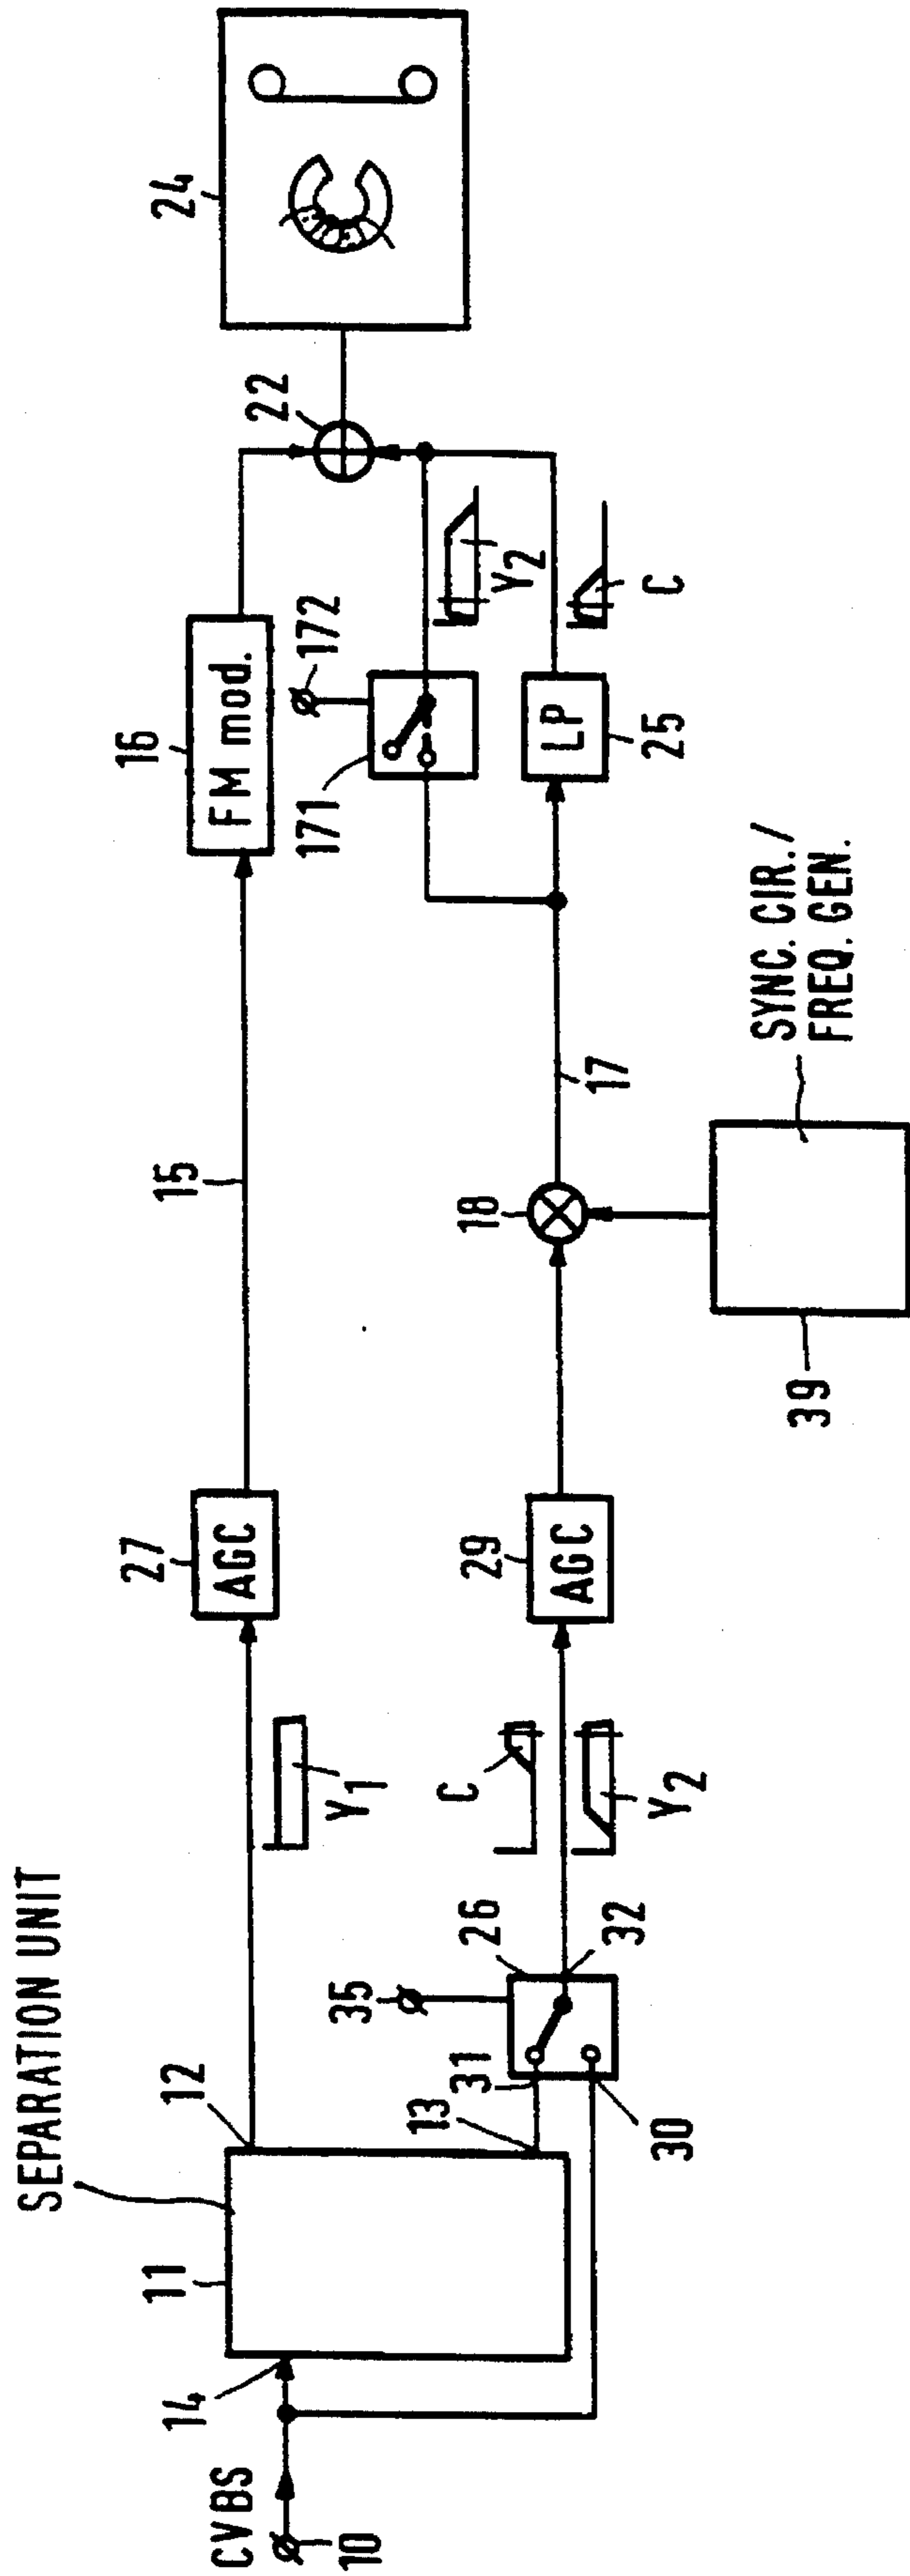 CVBS
10
14
11
SEPARATION UNIT
12
13
31
30
35
26
32
Y1
C
Y2
27
AGC
29
AGC
15
18
39
SYNC. CIR./
FREQ. GEN.
17
16
FM mod.
171
172
LP
25
Y2
C
22
24